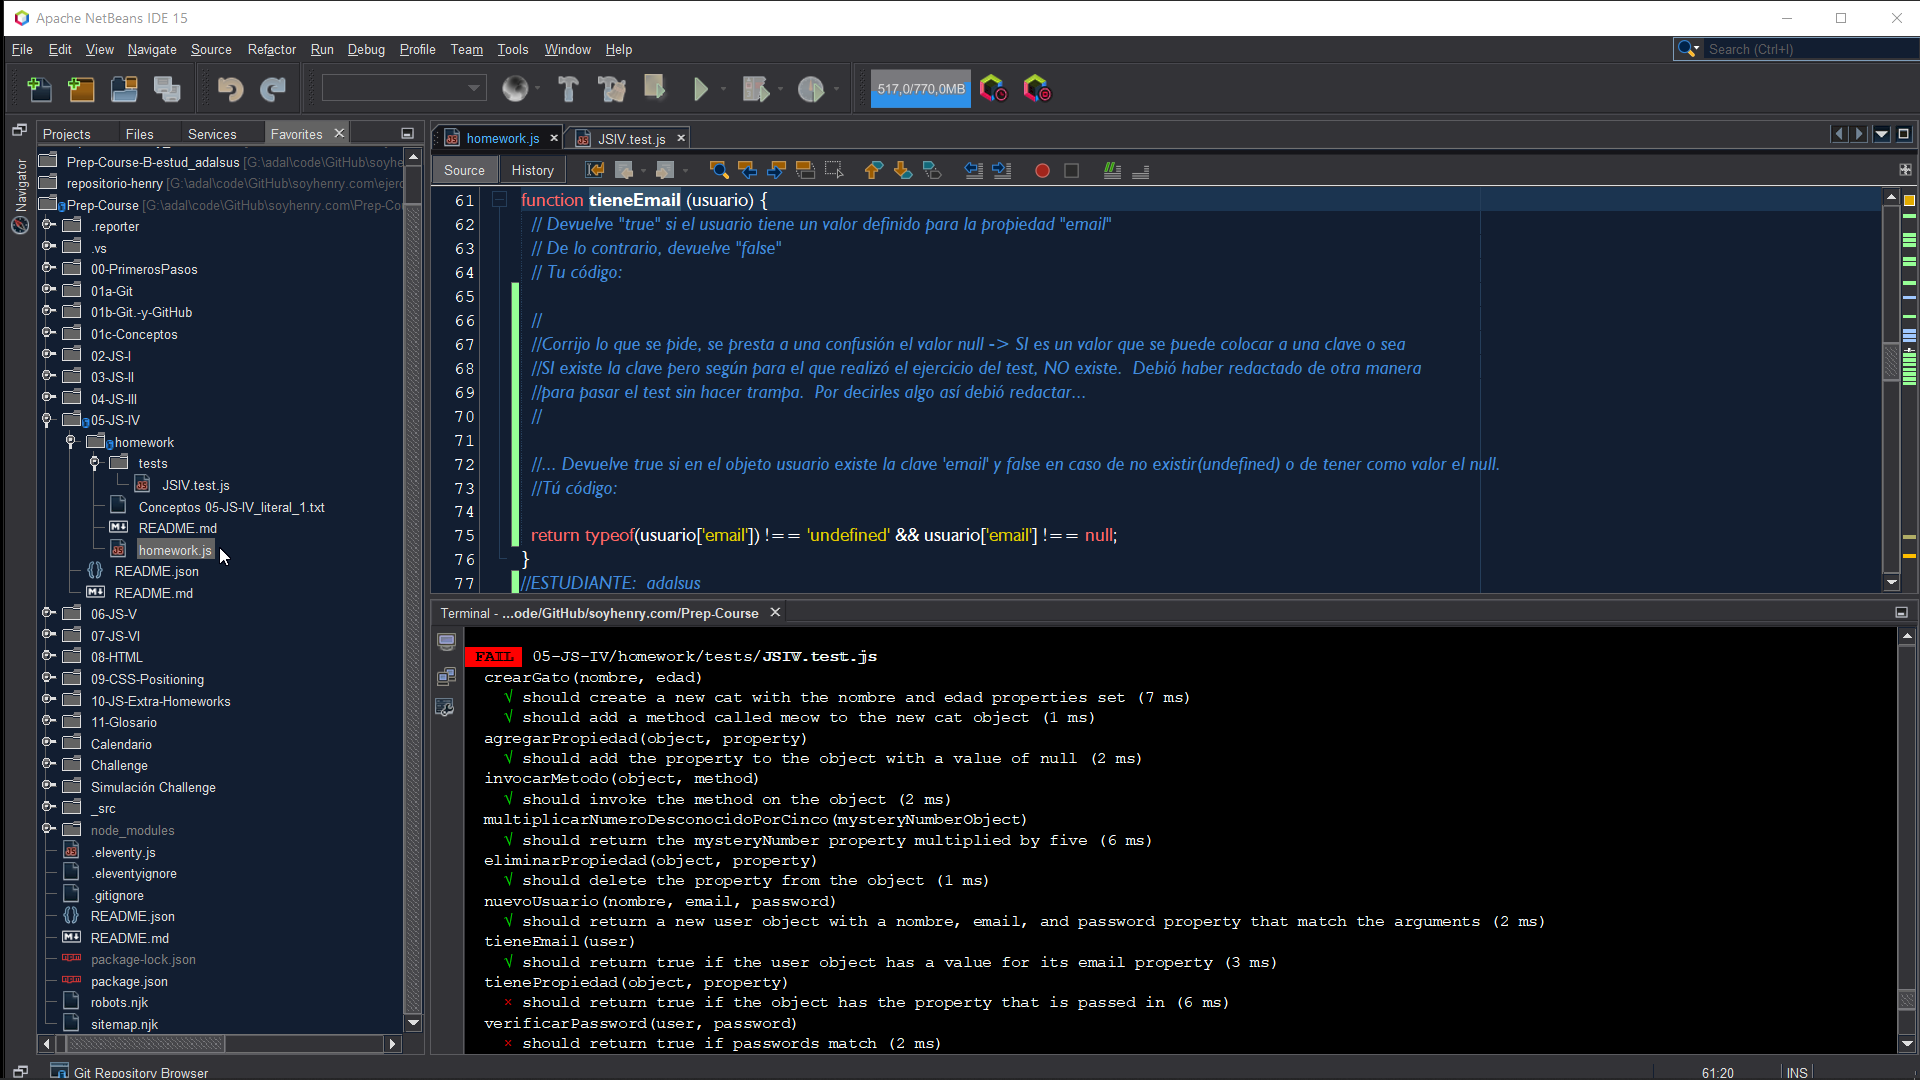 Apache NetBeans IDE 15
File Edit View Navigate Source Refactor Run Debug Profile Team Tools Window Help
Search (Ctrl+I)
517,0/770,0MB
Projects Files Services Favorites
Navigator
Prep-Course-B-estud_adalsus [G:\adal\code\GitHub\soyhe
repositorio-henry [G:\adal\code\GitHub\soyhenry.com\ejerc
Prep-Course [G:\adal\code\GitHub\soyhenry.com\Prep-Co
.reporter
.vs
00-PrimerosPasos
01a-Git
01b-Git.-y-GitHub
01c-Conceptos
02-JS-I
03-JS-II
04-JS-III
05-JS-IV
homework
tests
JSIV.test.js
Conceptos 05-JS-IV_literal_1.txt
README.md
homework.js
README.json
README.md
06-JS-V
07-JS-VI
08-HTML
09-CSS-Positioning
10-JS-Extra-Homeworks
11-Glosario
Calendario
Challenge
Simulación Challenge
_src
node_modules
.eleventy.js
.eleventyignore
.gitignore
README.json
README.md
package-lock.json
package.json
robots.njk
sitemap.njk
homework.js JSIV.test.js
Source History
61 function tieneEmail (usuario) {
62 // Devuelve "true" si el usuario tiene un valor definido para la propiedad "email"
63 // De lo contrario, devuelve "false"
64 // Tu código:
65
66 //
67 //Corrijo lo que se pide, se presta a una confusión el valor null -> SI es un valor que se puede colocar a una clave o sea
68 //SI existe la clave pero según para el que realizó el ejercicio del test, NO existe.  Debió haber redactado de otra manera
69 //para pasar el test sin hacer trampa.  Por decirles algo así debió redactar...
70 //
71
72 //... Devuelve true si en el objeto usuario existe la clave 'email' y false en caso de no existir(undefined) o de tener como valor el null.
73 //Tú código:
74
75 return typeof(usuario['email']) !== 'undefined' && usuario['email'] !== null;
76 }
77 //ESTUDIANTE:  adalsus
Terminal - ...ode/GitHub/soyhenry.com/Prep-Course
FAIL 05-JS-IV/homework/tests/JSIV.test.js
crearGato(nombre, edad)
√ should create a new cat with the nombre and edad properties set (7 ms)
√ should add a method called meow to the new cat object (1 ms)
agregarPropiedad(object, property)
√ should add the property to the object with a value of null (2 ms)
invocarMetodo(object, method)
√ should invoke the method on the object (2 ms)
multiplicarNumeroDesconocidoPorCinco(mysteryNumberObject)
√ should return the mysteryNumber property multiplied by five (6 ms)
eliminarPropiedad(object, property)
√ should delete the property from the object (1 ms)
nuevoUsuario(nombre, email, password)
√ should return a new user object with a nombre, email, and password property that match the arguments (2 ms)
tieneEmail(user)
√ should return true if the user object has a value for its email property (3 ms)
tienePropiedad(object, property)
× should return true if the object has the property that is passed in (6 ms)
verificarPassword(user, password)
× should return true if passwords match (2 ms)
Git Repository Browser
61:20 INS